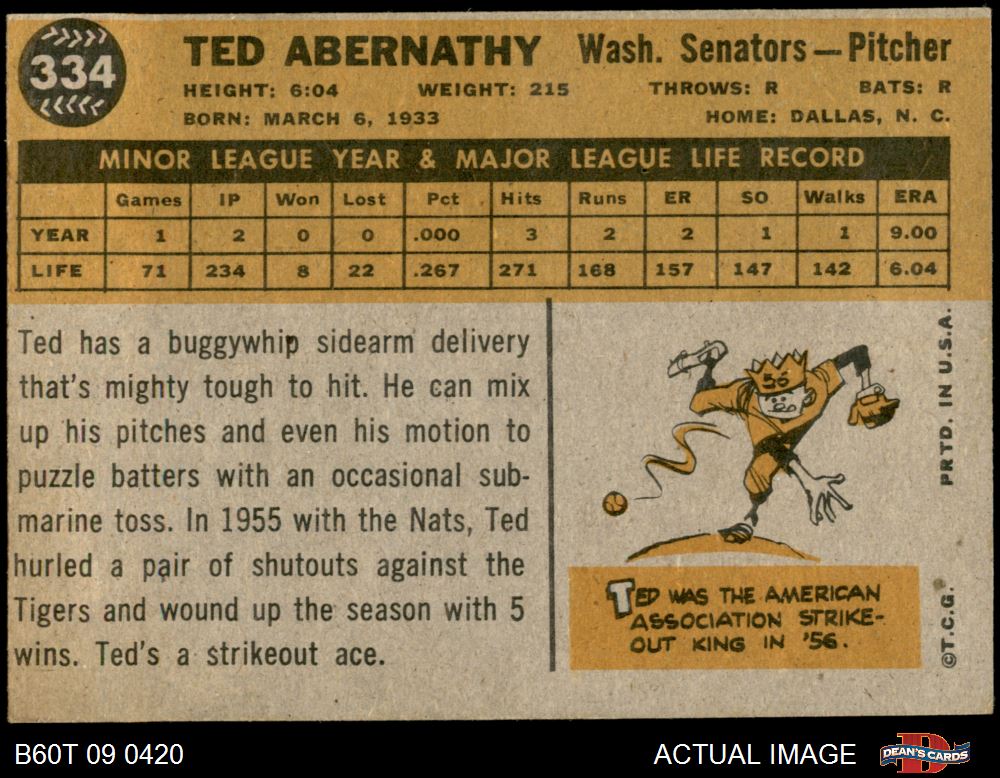 334
TED ABERNATHY Wash. Senators—Pitcher
HEIGHT: 6:04 WEIGHT: 215 THROWS: R BATS: R
BORN: MARCH 6, 1933 HOME: DALLAS, N. C.
MINOR LEAGUE YEAR & MAJOR LEAGUE LIFE RECORD
Games IP Won Lost Pct Hits Runs ER SO Walks ERA
YEAR 1 2 0 0 .000 3 2 2 1 1 9.00
LIFE 71 234 8 22 .267 271 168 157 147 142 6.04
Ted has a buggywhip sidearm delivery
that's mighty tough to hit. He can mix
up his pitches and even his motion to
puzzle batters with an occasional sub-
marine toss. In 1955 with the Nats, Ted
hurled a pair of shutouts against the
Tigers and wound up the season with 5
wins. Ted's a strikeout ace.
56
TED WAS THE AMERICAN
ASSOCIATION STRIKE-
OUT KING IN '56.
©T.C.G. PRTD. IN U.S.A.
B60T 09 0420 ACTUAL IMAGE DEAN'S CARDS